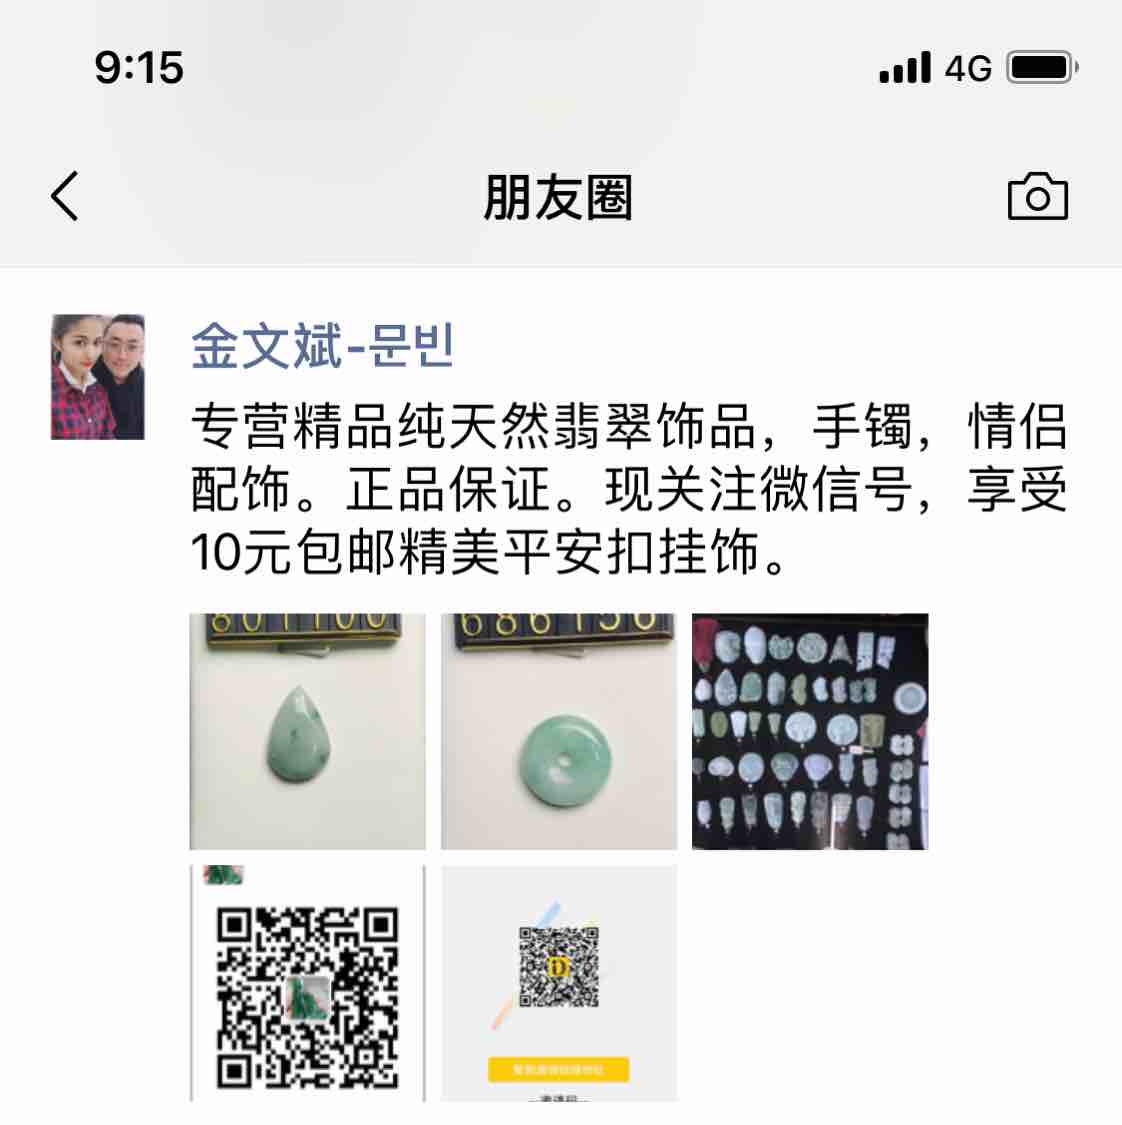 9:15
4G
朋友圈
金文斌-문빈
专营精品纯天然翡翠饰品，手镯，情侣
配饰。正品保证。现关注微信号，享受
10元包邮精美平安扣挂饰。
801100
686156